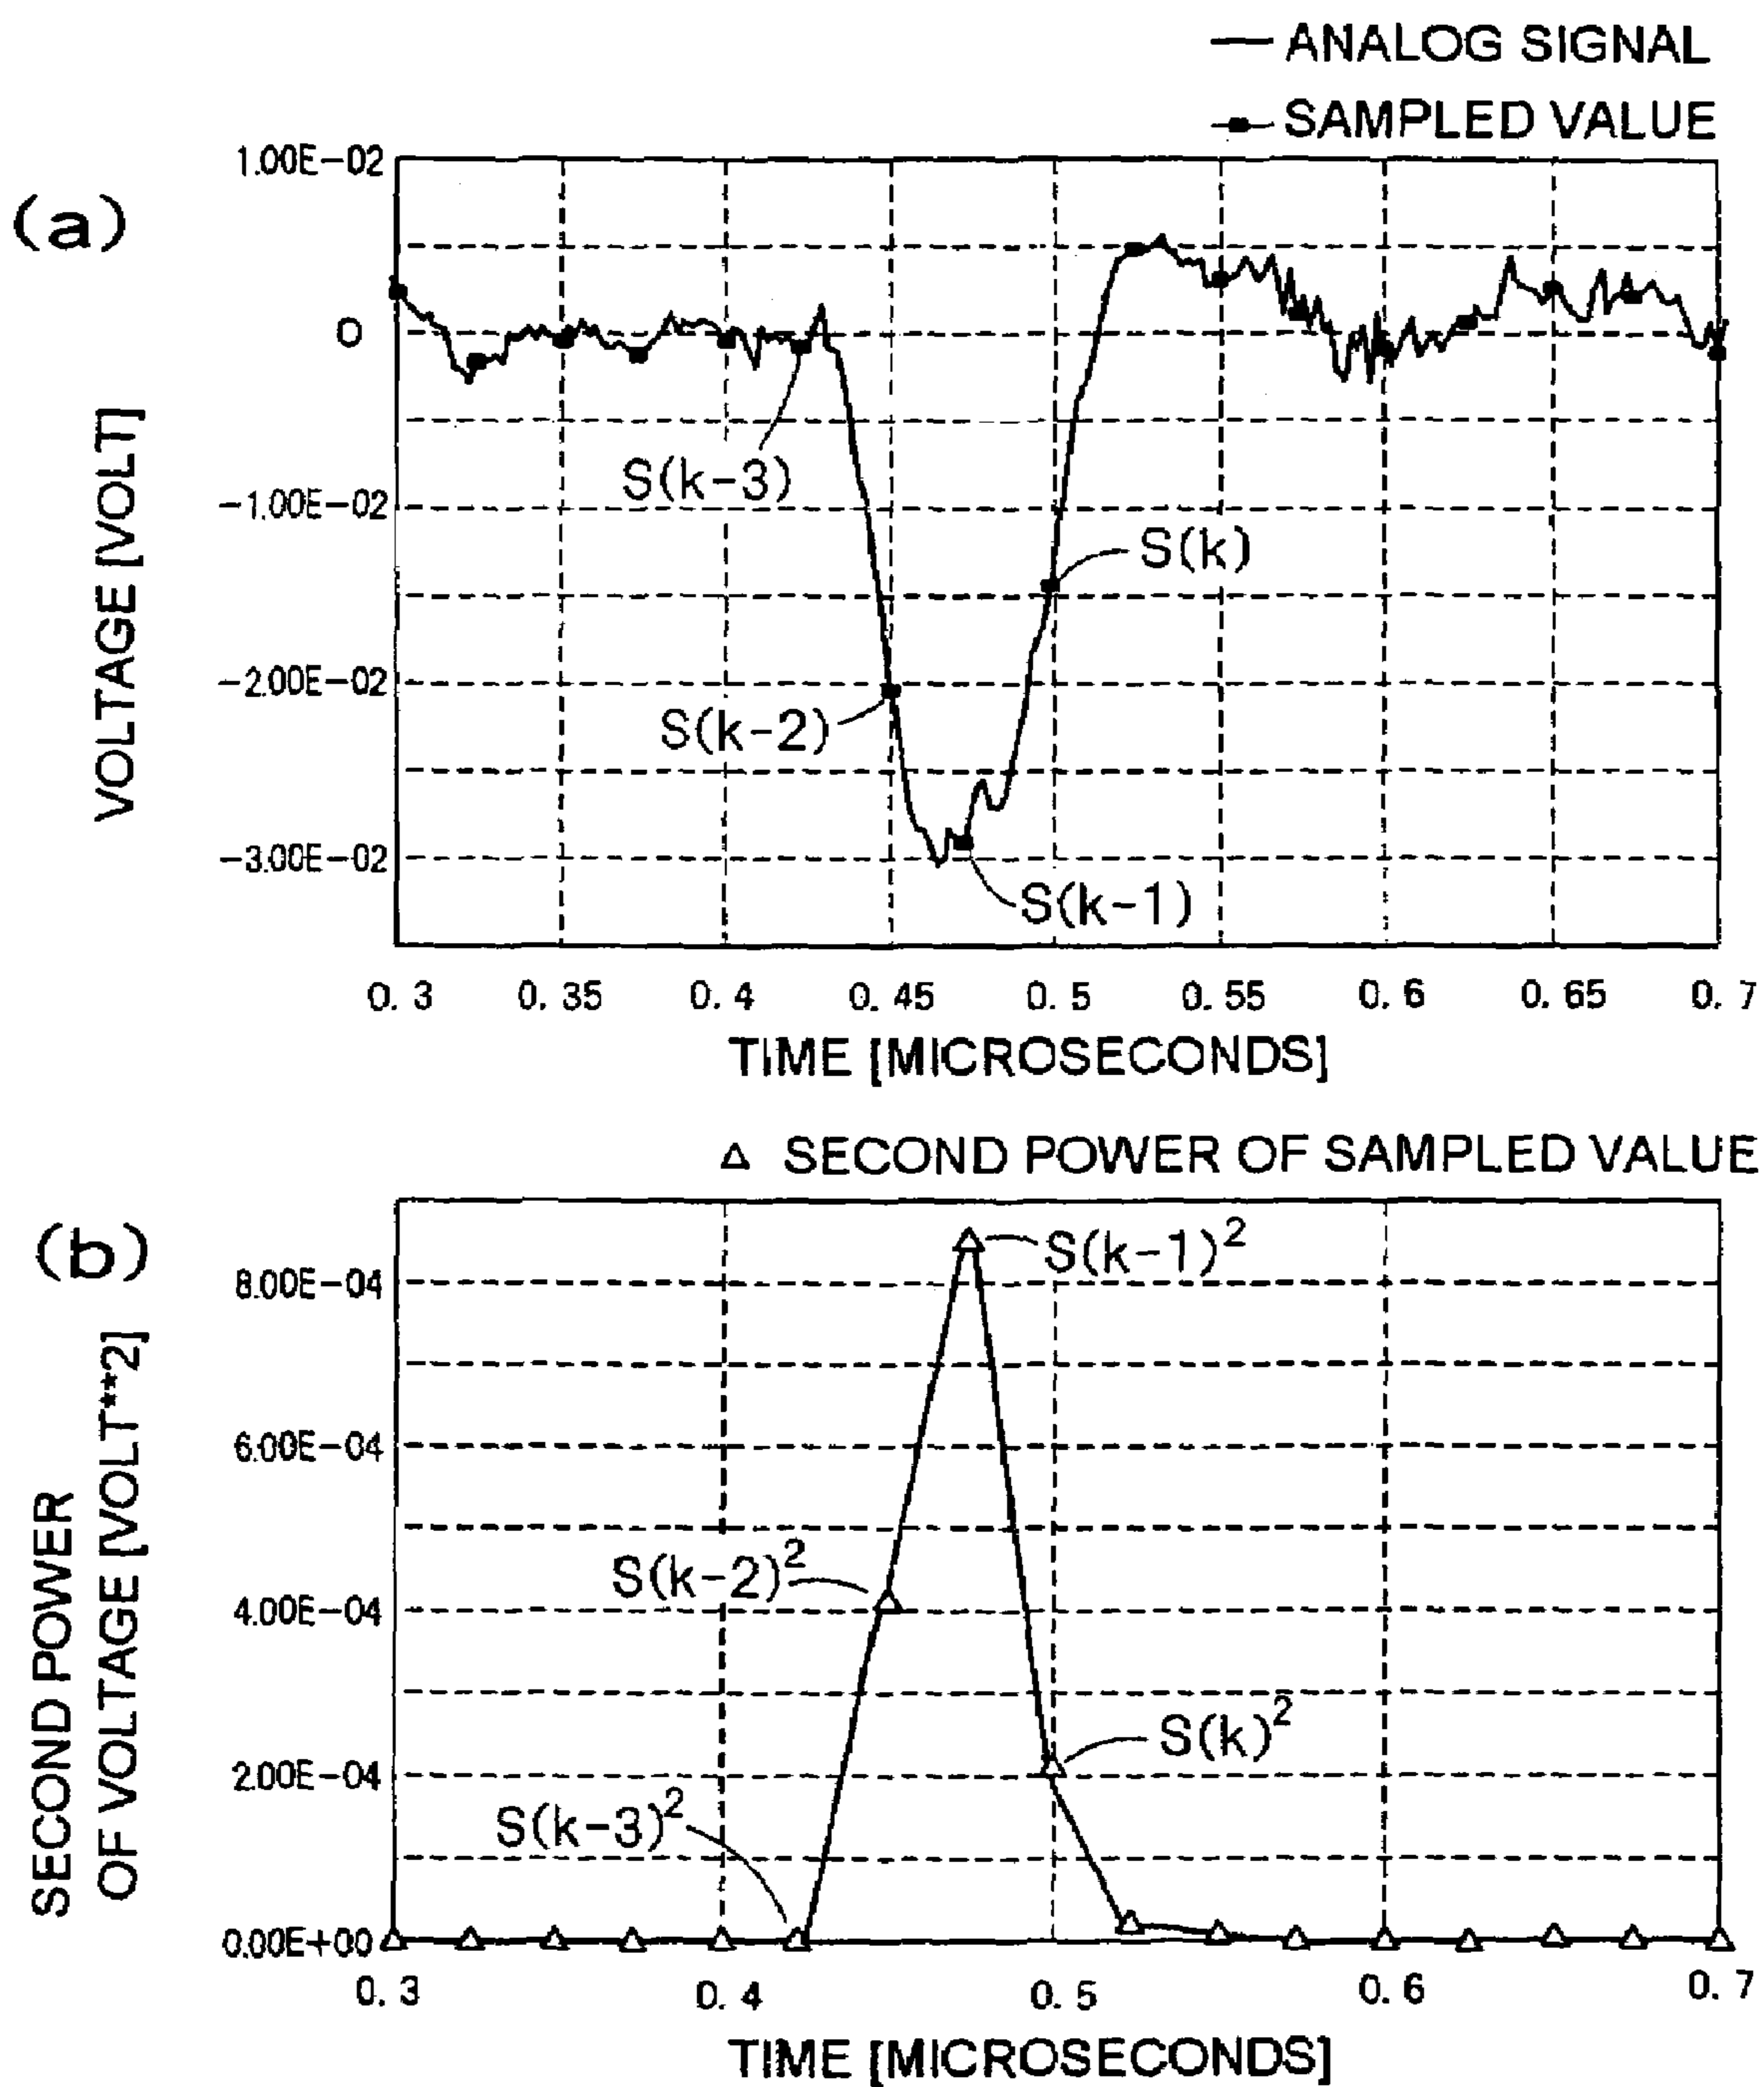 ANALOG SIGNAL
SAMPLED VALUE
(a)
VOLTAGE [VOLT]
1.00E-02
0
-1.00E-02
-2.00E-02
-3.00E-02
S(k-3)
S(k)
S(k-2)
S(k-1)
0.3 0.35 0.4 0.45 0.5 0.55 0.6 0.65 0.7
TIME [MICROSECONDS]
△ SECOND POWER OF SAMPLED VALUE
(b)
SECOND POWER
OF VOLTAGE [VOLT**2]
8.00E-04
6.00E-04
4.00E-04
2.00E-04
0.00E+00
S(k-1)²
S(k-2)²
S(k)²
S(k-3)²
0.3 0.4 0.5 0.6 0.7
TIME [MICROSECONDS]